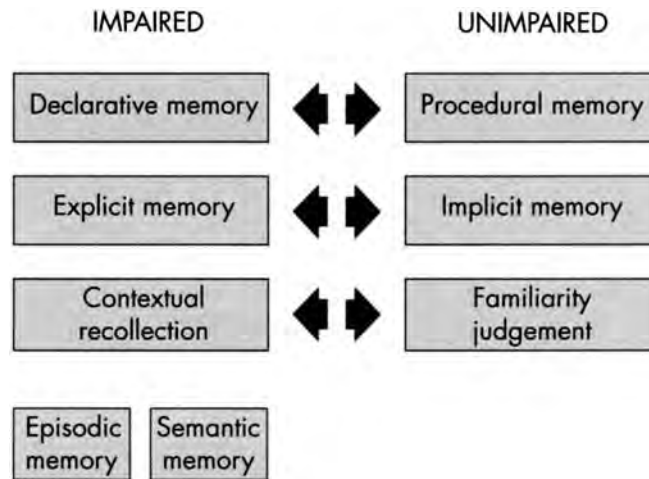 IMPAIRED UNIMPAIRED
Declarative memory Procedural memory
Explicit memory Implicit memory
Contextual
recollection
Familiarity
judgement
Episodic
memory
Semantic
memory